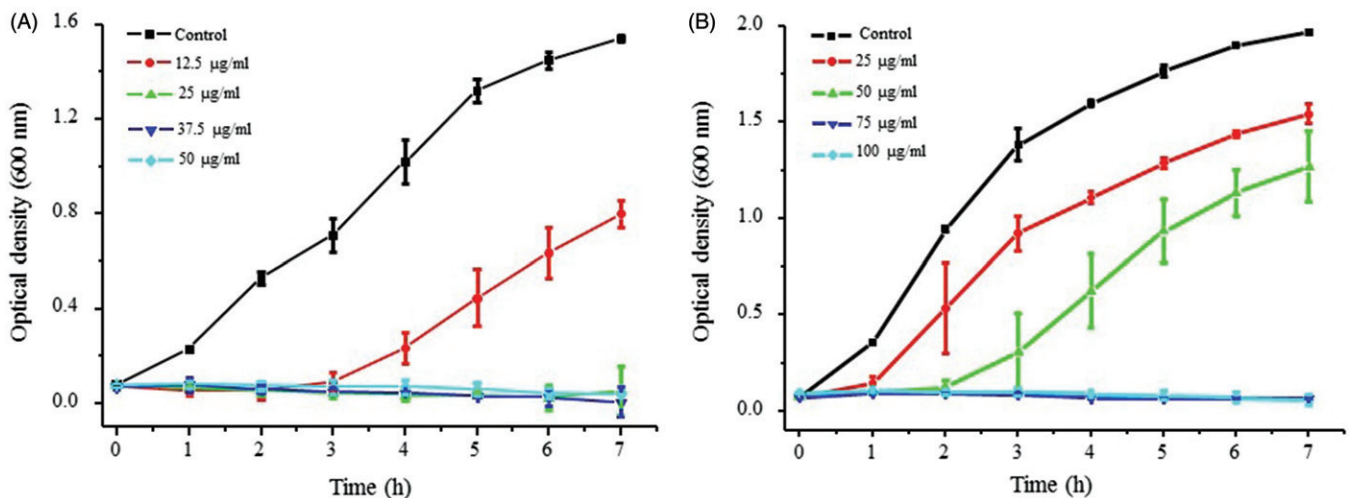 (A)
1.6
1.2
0.8
0.4
0.0
Optical density (600 nm)
Control
12.5 µg/ml
25 µg/ml
37.5 µg/ml
50 µg/ml
0 1 2 3 4 5 6 7
Time (h)
(B)
2.0
1.5
1.0
0.5
0.0
Optical density (600 nm)
Control
25 µg/ml
50 µg/ml
75 µg/ml
100 µg/ml
0 1 2 3 4 5 6 7
Time (h)